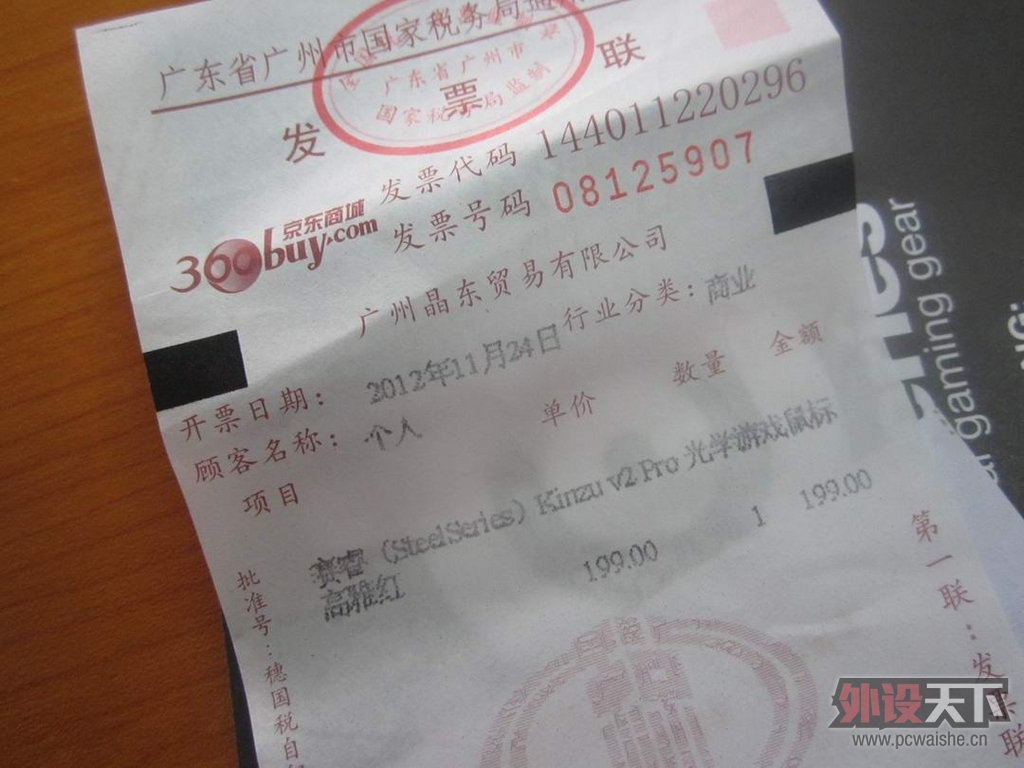 广东省广州市国家税务局通
广东省广州市
国家税务局监制
发票联
发票代码 144011220296
发票号码 08125907
京东商城
360buy.com
广州晶东贸易有限公司
开票日期： 2012年11月24日 行业分类：商业
顾客名称： 个人
项目 单价 数量 金额
赛睿（SteelSeries）Kinzu v2 Pro 光学游戏鼠标
高雅红 199.00 1 199.00
批准号：穗国税自
第一联：发票联
gaming gear
外设天下
www.pcwaishe.cn